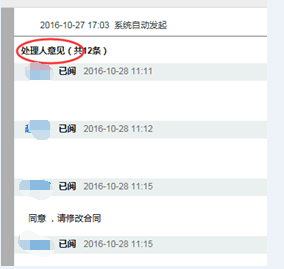 2016-10-27 17:03 系统自动发起
处理人意见（共12条）
已阅 2016-10-28 11:11
已阅 2016-10-28 11:12
已阅 2016-10-28 11:15
同意 ，请修改合同
已阅 2016-10-28 11:15